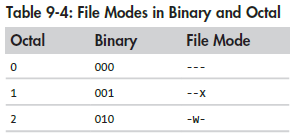 Table 9-4: File Modes in Binary and Octal
Octal Binary File Mode
0 000 ---
1 001 --x
2 010 -w-